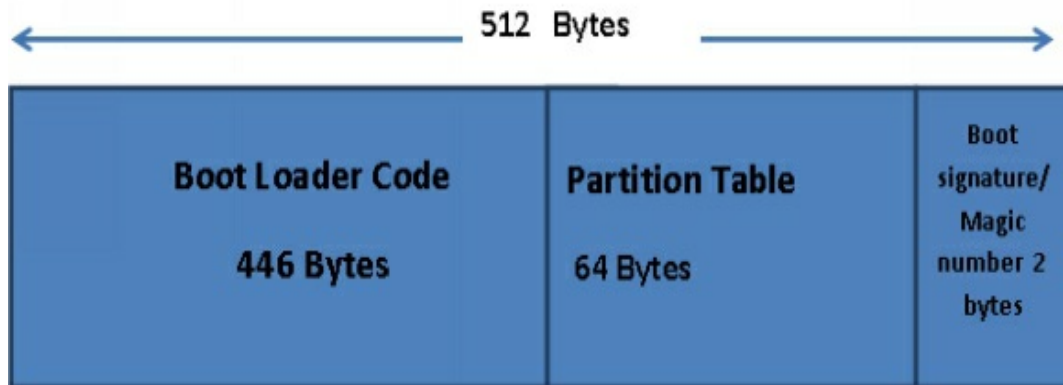 512 Bytes
Boot Loader Code
446 Bytes
Partition Table
64 Bytes
Boot
signature/
Magic
number 2
bytes